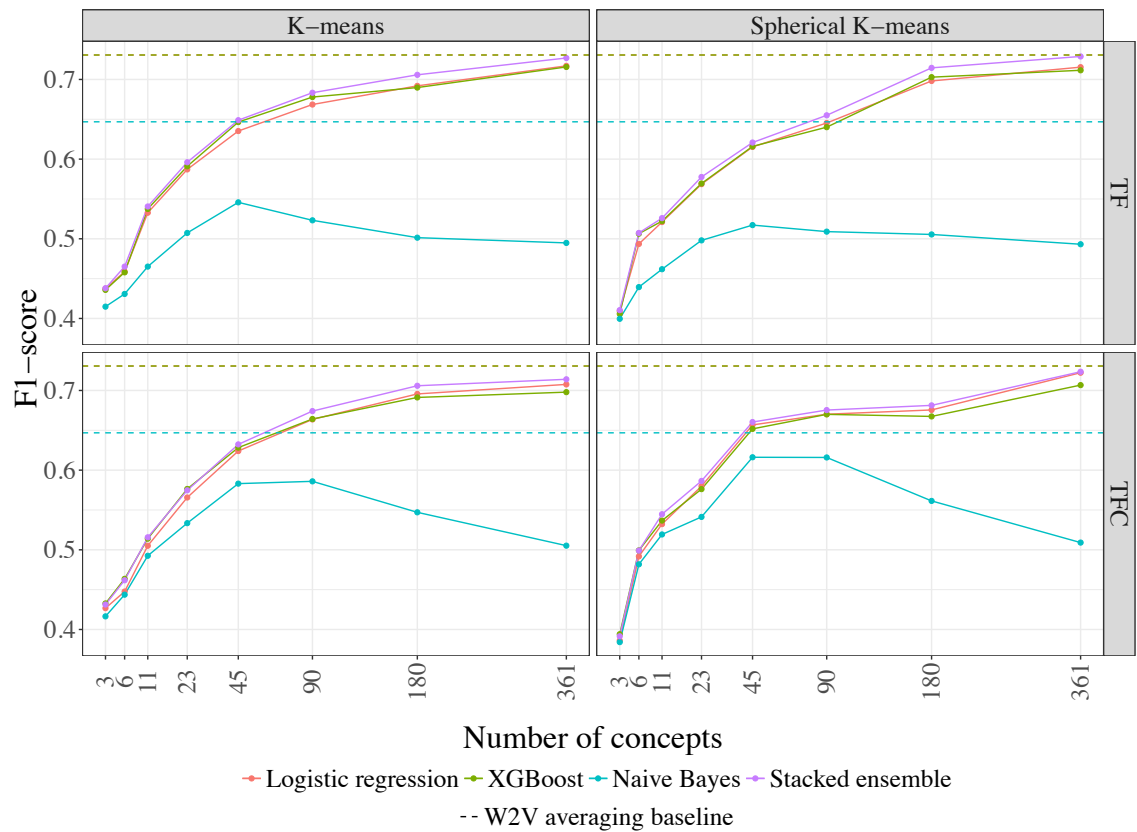 K−means
Spherical K−means
0.7
0.6
0.5
0.4
TF
F1−score
0.7
0.6
0.5
0.4
TFC
3 6 11 23 45 90 180 361
3 6 11 23 45 90 180 361
Number of concepts
Logistic regression XGBoost Naive Bayes Stacked ensemble
W2V averaging baseline